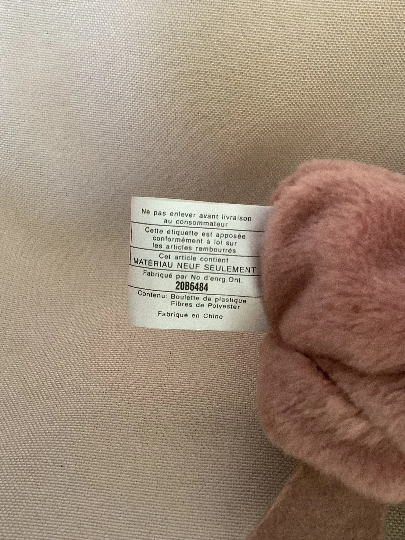 Ne pas enlever avant livraison
au consommateur
Cette étiquette est apposée
conformément à loi sur
les articles rembourrés
Cet article contient
MATÉRIAU NEUF SEULEMENT
Fabriqué par No d'enrg.Ont.
20B6484
Contenu: Boulette de plastique
Fibres de Polyester
Fabriqué en Chine